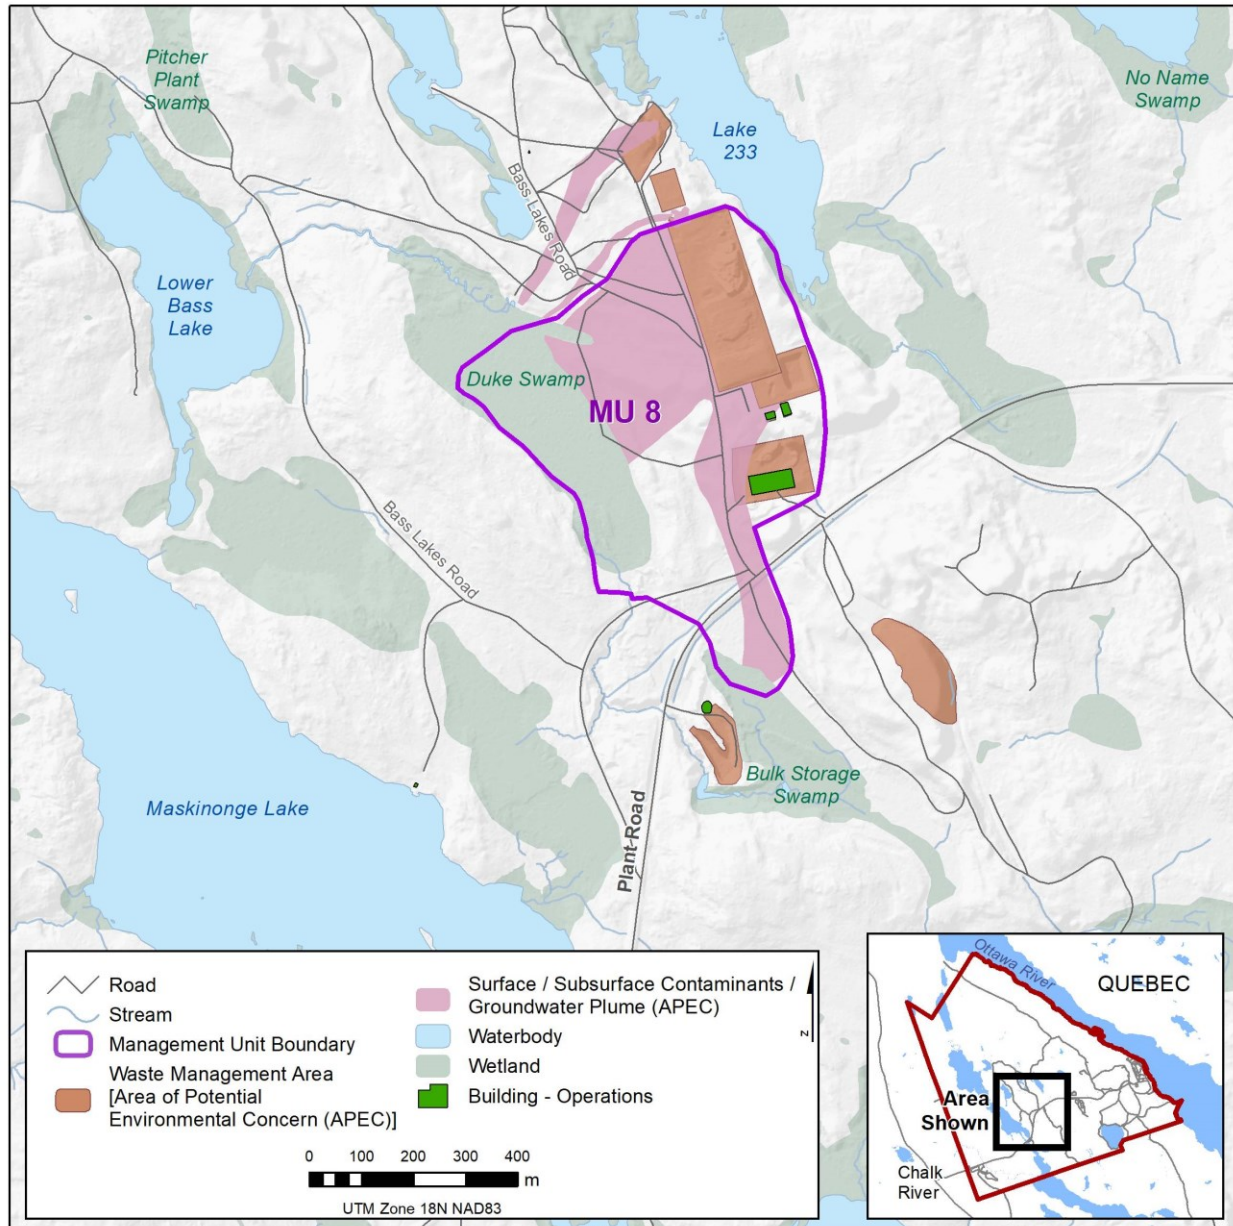 Pitcher
Plant
Swamp
No Name
Swamp
Lake
233
Bass Lakes Road
Lower
Bass
Lake
Duke Swamp
MU 8
Bass Lakes Road
Maskinonge Lake
Plant Road
Bulk Storage
Swamp
Road
Stream
Management Unit Boundary
Waste Management Area
[Area of Potential
Environmental Concern (APEC)]
Surface / Subsurface Contaminants /
Groundwater Plume (APEC)
Waterbody
Wetland
Building - Operations
N
0 100 200 300 400
m
UTM Zone 18N NAD83
Ottawa River
QUEBEC
Area
Shown
Chalk
River